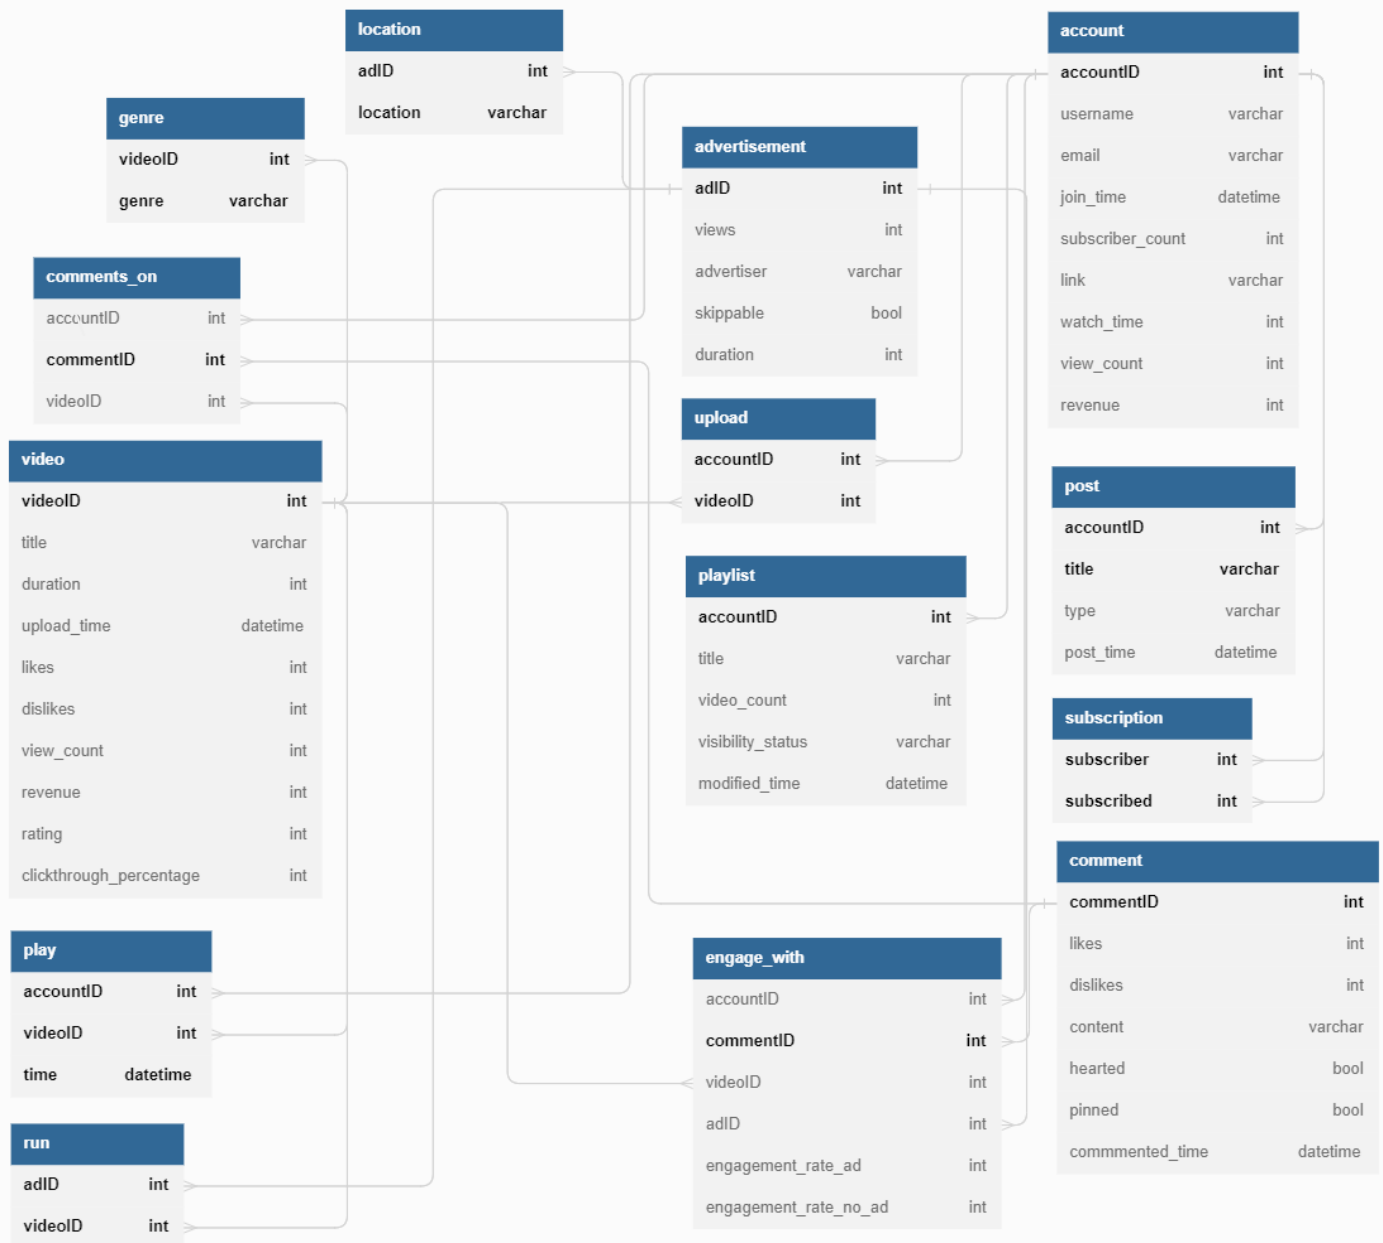 location
adID int
location varchar
genre
videoID int
genre varchar
comments_on
accountID int
commentID int
videoID int
video
videoID int
title varchar
duration int
upload_time datetime
likes int
dislikes int
view_count int
revenue int
rating int
clickthrough_percentage int
play
accountID int
videoID int
time datetime
run
adID int
videoID int
advertisement
adID int
views int
advertiser varchar
skippable bool
duration int
upload
accountID int
videoID int
playlist
accountID int
title varchar
video_count int
visibility_status varchar
modified_time datetime
engage_with
accountID int
commentID int
videoID int
adID int
engagement_rate_ad int
engagement_rate_no_ad int
account
accountID int
username varchar
email varchar
join_time datetime
subscriber_count int
link varchar
watch_time int
view_count int
revenue int
post
accountID int
title varchar
type varchar
post_time datetime
subscription
subscriber int
subscribed int
comment
commentID int
likes int
dislikes int
content varchar
hearted bool
pinned bool
commmented_time datetime